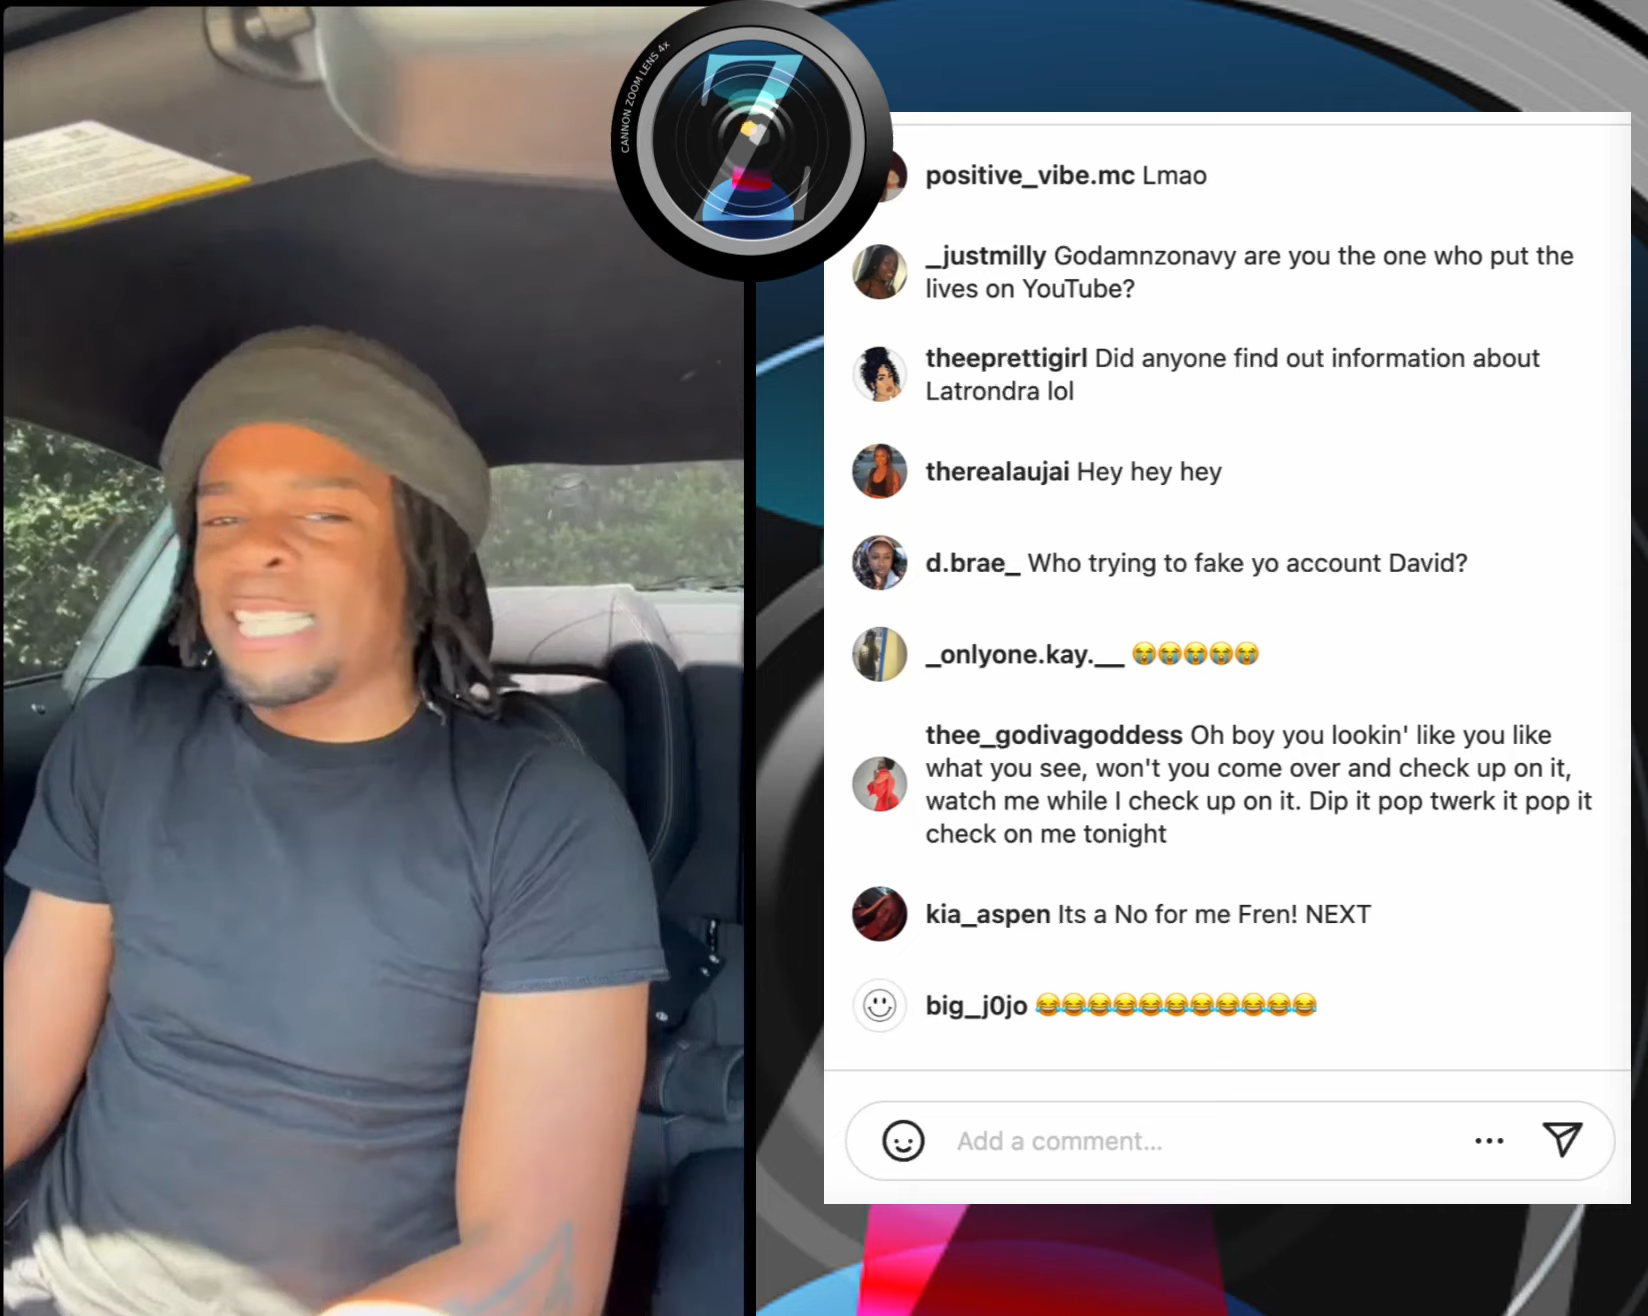 CANNON ZOOM LENS 4x
positive_vibe.mc Lmao
_justmilly Godamnzonavy are you the one who put the
lives on YouTube?
theeprettigirl Did anyone find out information about
Latrondra lol
therealaujai Hey hey hey
d.brae_ Who trying to fake yo account David?
_onlyone.kay.__ 😭😭😭😭😭
thee_godivagoddess Oh boy you lookin' like you like
what you see, won't you come over and check up on it,
watch me while I check up on it. Dip it pop twerk it pop it
check on me tonight
kia_aspen Its a No for me Fren! NEXT
big_j0jo 😂😂😂😂😂😂😂😂😂😂😂
Add a comment...